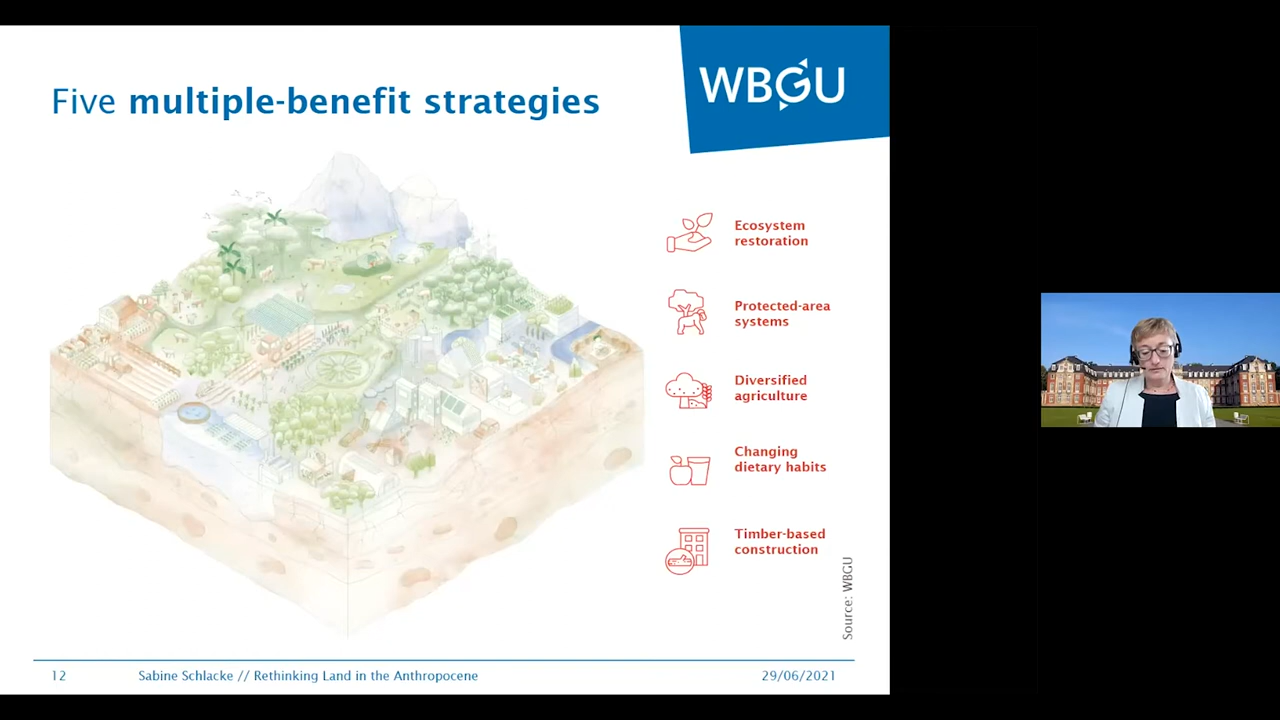 Five multiple-benefit strategies
WBGU
Ecosystem
restoration
Protected-area
systems
Diversified
agriculture
Changing
dietary habits
Timber-based
construction
Source: WBGU
12
Sabine Schlacke // Rethinking Land in the Anthropocene
29/06/2021